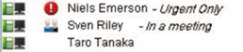 Niels Emerson - Urgent Only
Sven Riley - In a meeting
Taro Tanaka